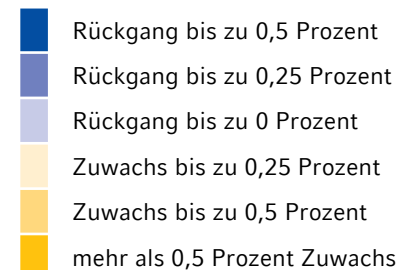 Rückgang bis zu 0,5 Prozent
Rückgang bis zu 0,25 Prozent
Rückgang bis zu 0 Prozent
Zuwachs bis zu 0,25 Prozent
Zuwachs bis zu 0,5 Prozent
mehr als 0,5 Prozent Zuwachs